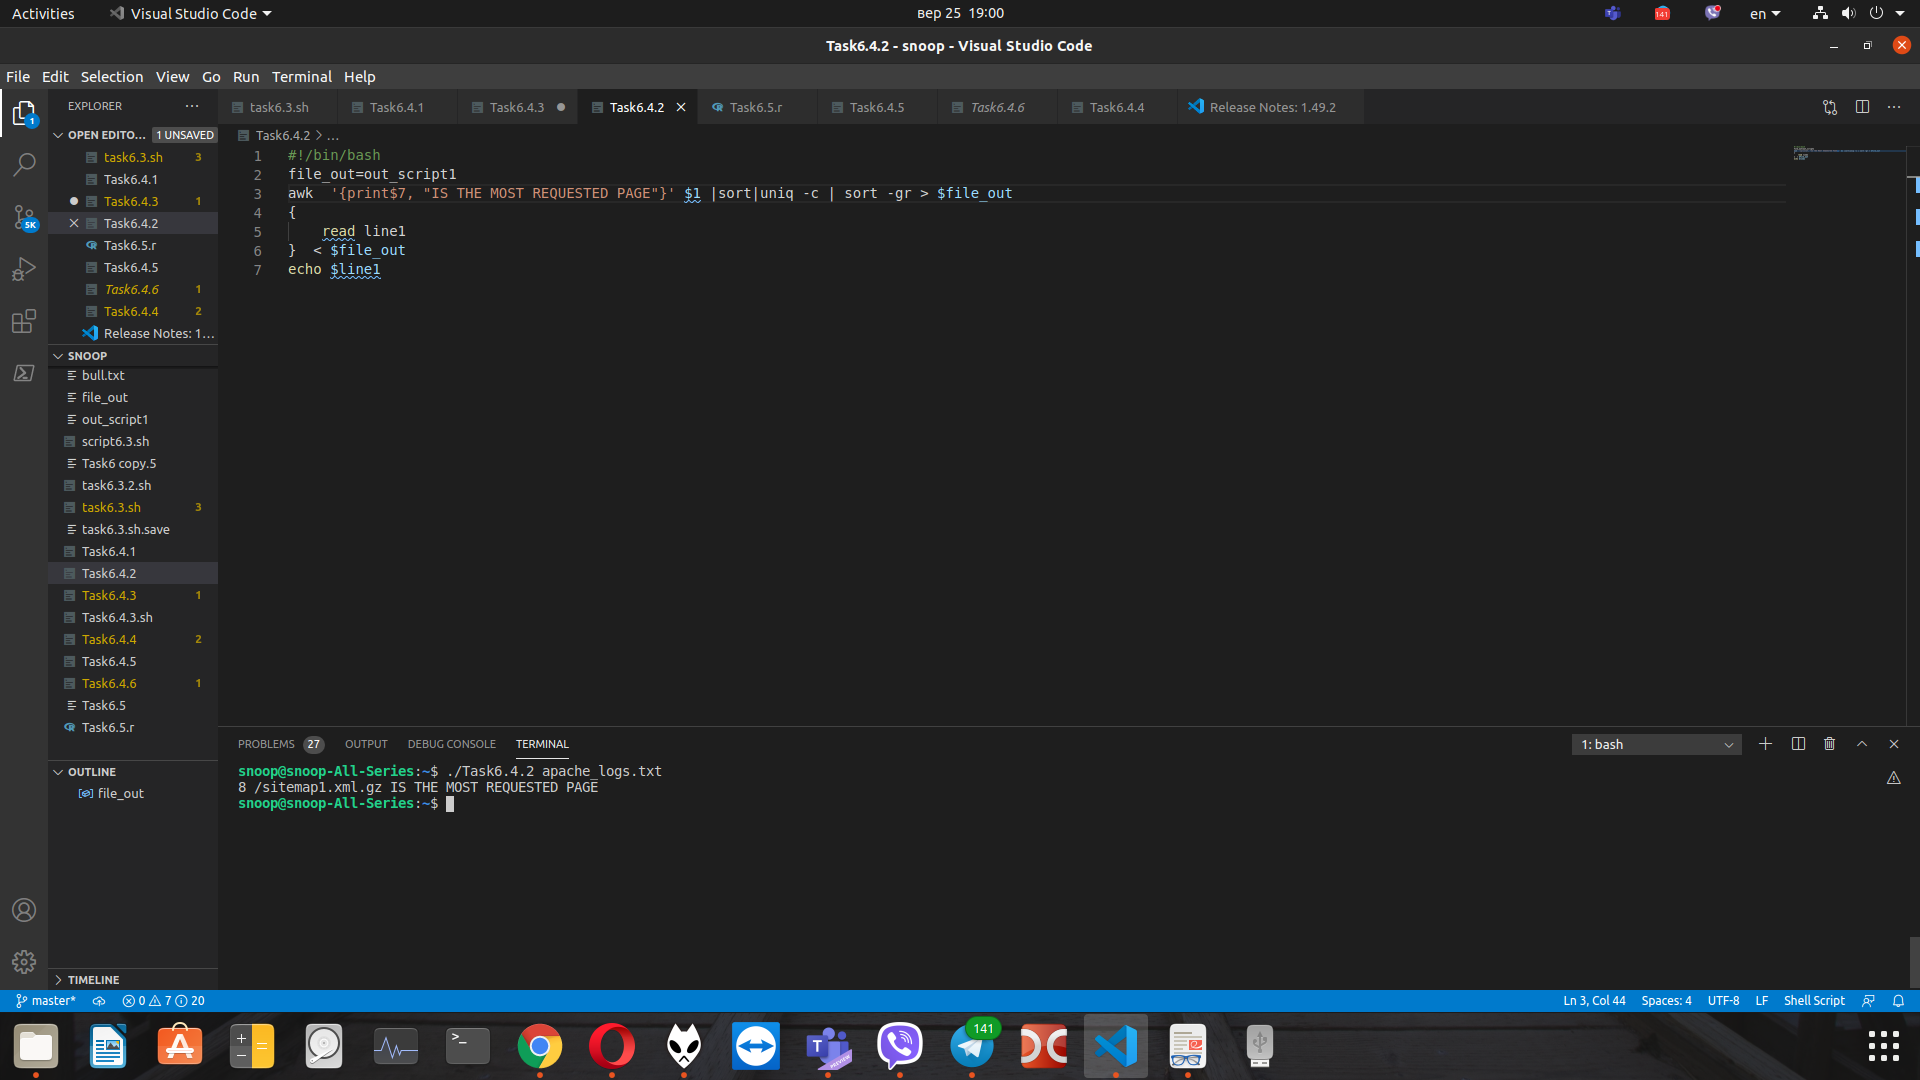 Activities
Visual Studio Code
вер 25 19:00
141
en
Task6.4.2 - snoop - Visual Studio Code
File Edit Selection View Go Run Terminal Help
EXPLORER
OPEN EDITO... 1 UNSAVED
task6.3.sh 3
Task6.4.1
Task6.4.3 1
Task6.4.2
Task6.5.r
Task6.4.5
Task6.4.6 1
Task6.4.4 2
Release Notes: 1...
1
5K
SNOOP
bull.txt
file_out
out_script1
script6.3.sh
Task6 copy.5
task6.3.2.sh
task6.3.sh 3
task6.3.sh.save
Task6.4.1
Task6.4.2
Task6.4.3 1
Task6.4.3.sh
Task6.4.4 2
Task6.4.5
Task6.4.6 1
Task6.5
Task6.5.r
OUTLINE
file_out
TIMELINE
task6.3.sh Task6.4.1 Task6.4.3 Task6.4.2 Task6.5.r Task6.4.5 Task6.4.6 Task6.4.4 Release Notes: 1.49.2
Task6.4.2 > ...
1 #!/bin/bash
2 file_out=out_script1
3 awk  '{print$7, "IS THE MOST REQUESTED PAGE"}' $1 |sort|uniq -c | sort -gr > $file_out
4 {
5     read line1
6 }  < $file_out
7 echo $line1
PROBLEMS 27 OUTPUT DEBUG CONSOLE TERMINAL
1: bash
snoop@snoop-All-Series:~$ ./Task6.4.2 apache_logs.txt
8 /sitemap1.xml.gz IS THE MOST REQUESTED PAGE
snoop@snoop-All-Series:~$
master* 0 7 20
Ln 3, Col 44 Spaces: 4 UTF-8 LF Shell Script
141